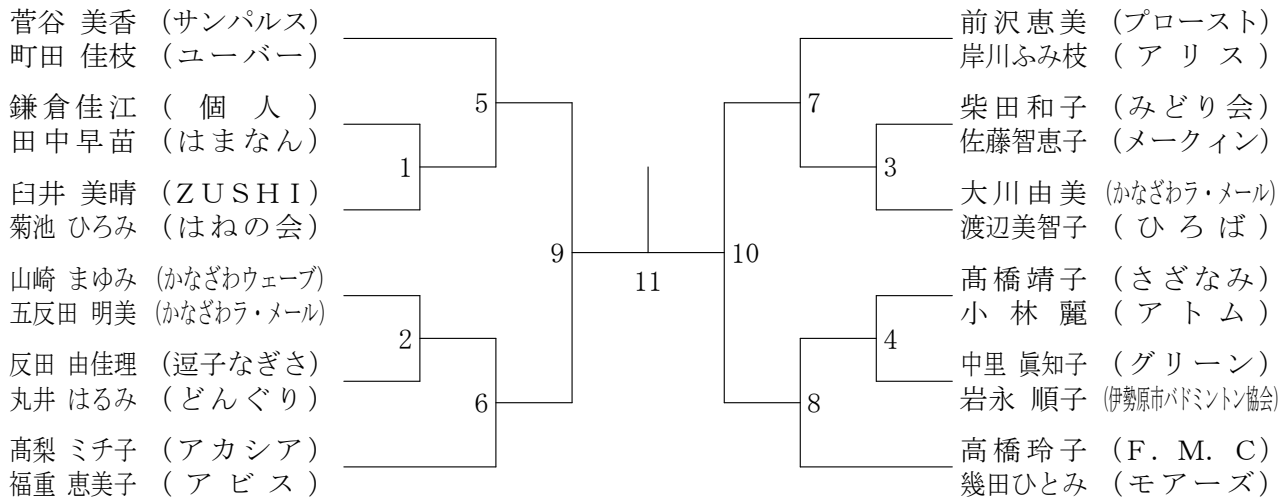 菅谷 美香 (サンパルス)
町田 佳枝 (ユーバー)
鎌倉佳江 ( 個 人 )
田中早苗 (はまなん)
臼井 美晴 (ZUSHI)
菊池 ひろみ (はねの会)
山崎 まゆみ (かなざわウェーブ)
五反田 明美 (かなざわラ・メール)
反田 由佳理 (逗子なぎさ)
丸井 はるみ (どんぐり)
髙梨 ミチ子 (アカシア)
福重 恵美子 (アビス)
5
1
2
6
9
11
10
7
3
4
8
前沢恵美 (プロースト)
岸川ふみ枝 (アリス)
柴田和子 (みどり会)
佐藤智恵子 (メークィン)
大川由美 (かなざわラ・メール)
渡辺美智子 (ひろば)
髙橋靖子 (さざなみ)
小林麗 (アトム)
中里 眞知子 (グリーン)
岩永 順子 (伊勢原市バドミントン協会)
高橋玲子 (F. M. C)
幾田ひとみ (モアーズ)